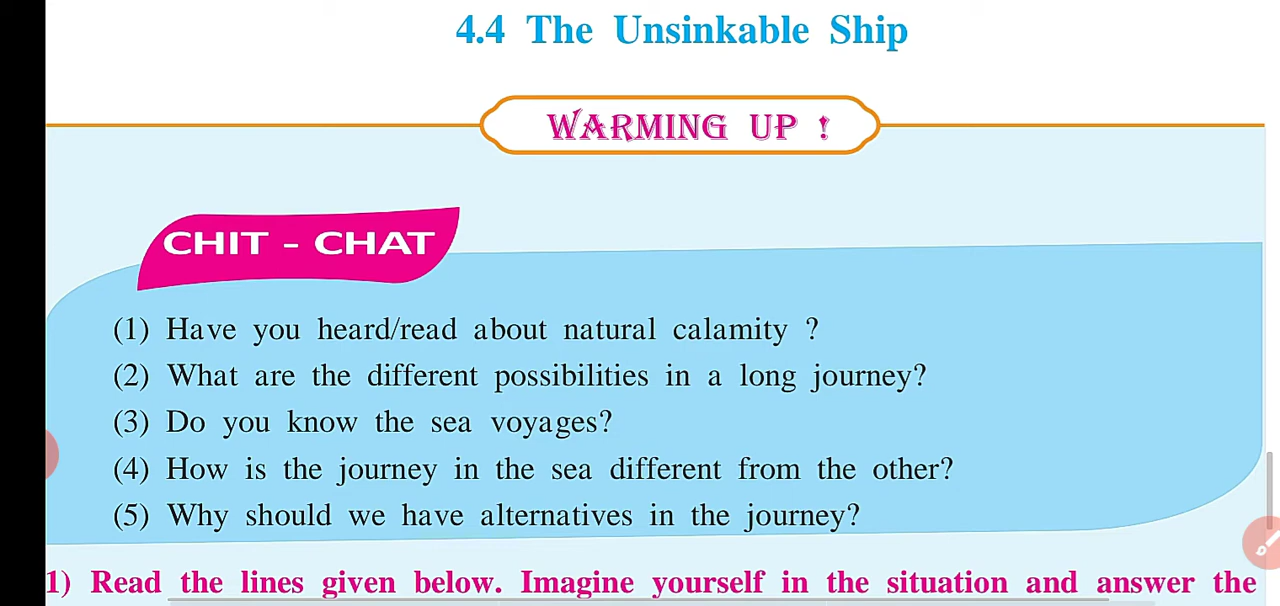 4.4 The Unsinkable Ship
WARMING UP !
CHIT - CHAT
(1) Have you heard/read about natural calamity ?
(2) What are the different possibilities in a long journey?
(3) Do you know the sea voyages?
(4) How is the journey in the sea different from the other?
(5) Why should we have alternatives in the journey?
1) Read the lines given below. Imagine yourself in the situation and answer the